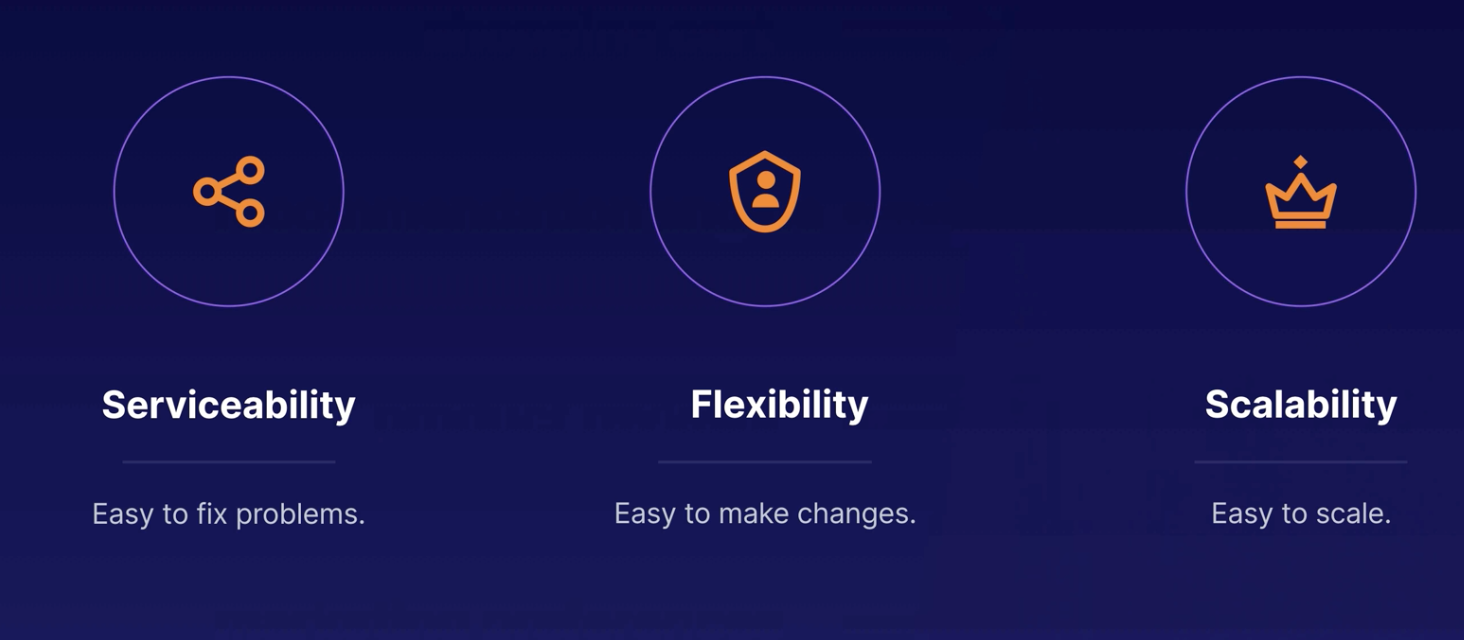 Serviceability
Flexibility
Scalability
Easy to fix problems.
Easy to make changes.
Easy to scale.